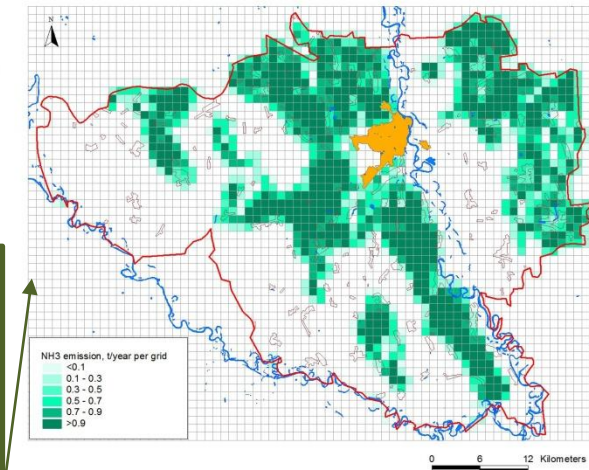 N
NH3 emission, t/year per grid
<0.1
0.1 - 0.3
0.3 - 0.5
0.5 - 0.7
0.7 - 0.9
>0.9
0 6 12 Kilometers